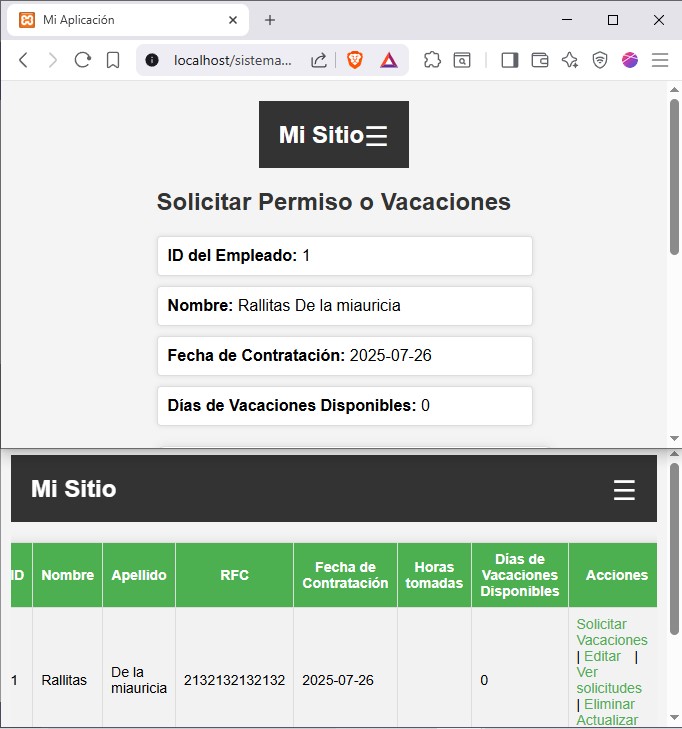 Mi Aplicación
localhost/sistema...
Mi Sitio
Solicitar Permiso o Vacaciones
ID del Empleado: 1
Nombre: Rallitas De la miauricia
Fecha de Contratación: 2025-07-26
Días de Vacaciones Disponibles: 0
Mi Sitio
ID Nombre Apellido RFC Fecha de Contratación Horas tomadas Días de Vacaciones Disponibles Acciones
1 Rallitas De la miauricia 2132132132132 2025-07-26 0
Solicitar
Vacaciones
| Editar |
Ver
solicitudes
| Eliminar
Actualizar